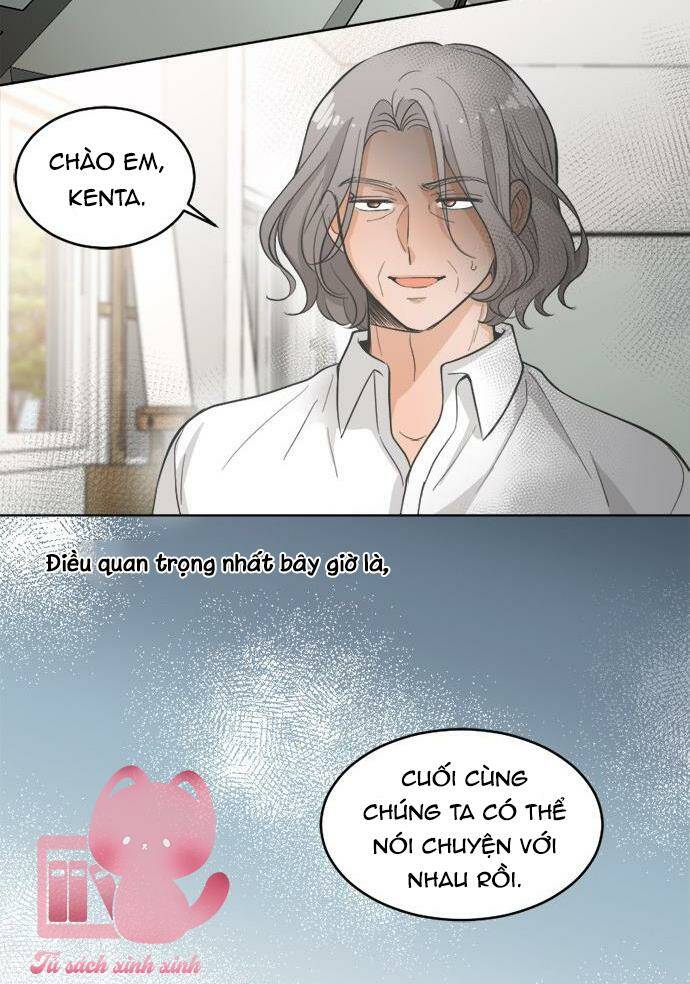 CHÀO EM,
KENTA.
Điều quan trọng nhất bây giờ là,
CUỐI CÙNG
CHÚNG TA CÓ THỂ
NÓI CHUYỆN VỚI
NHAU RỒI.
Tủ sách xinh xinh